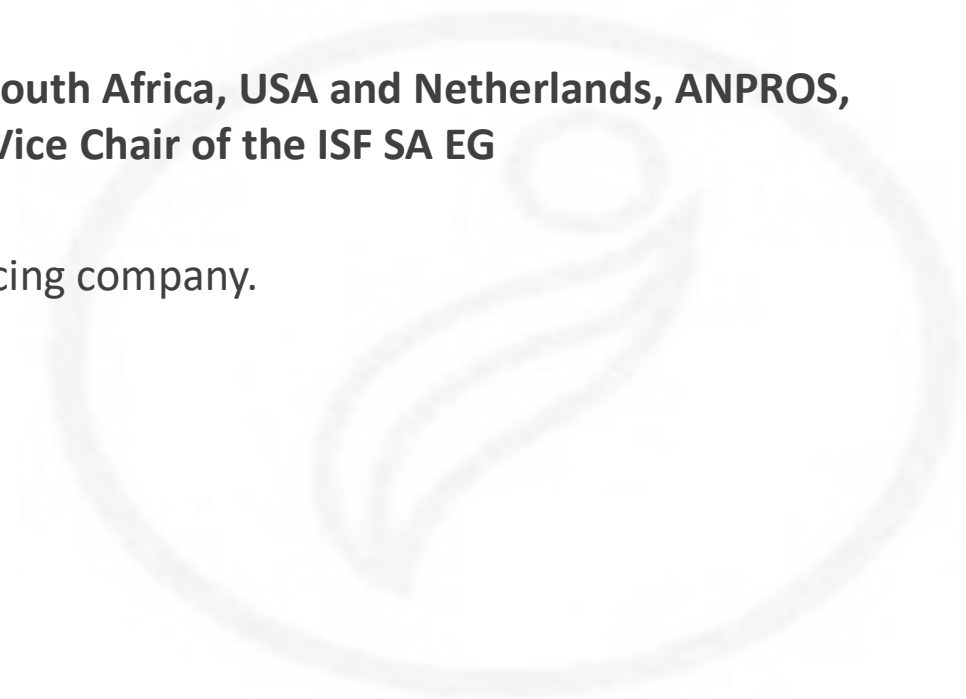 outh Africa, USA and Netherlands, ANPROS,
Vice Chair of the ISF SA EG
cing company.